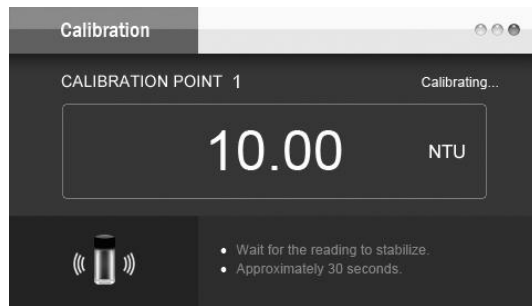 Calibration
CALIBRATION POINT 1 Calibrating...
10.00 NTU
• Wait for the reading to stabilize.
• Approximately 30 seconds.